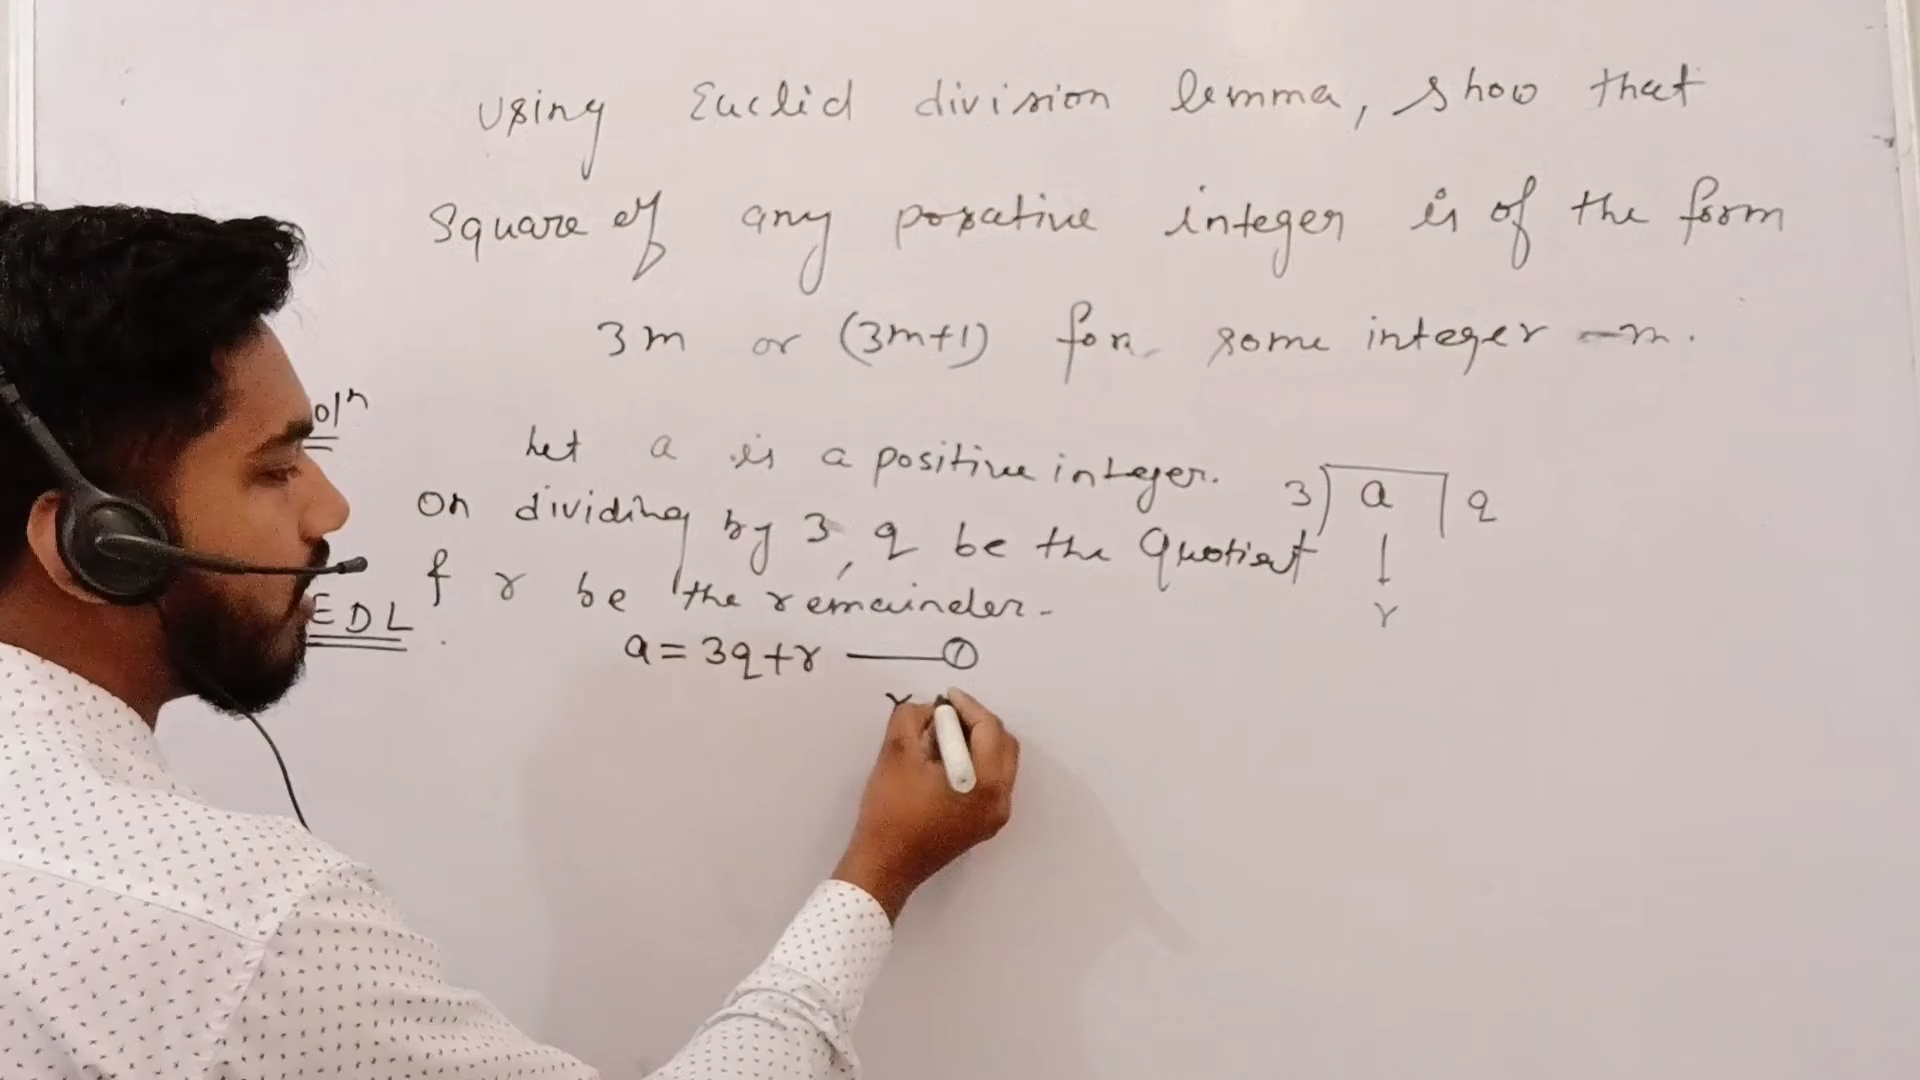 using Euclid division lemma, show that
square of any positive integer is of the form
3m or (3m+1) for some integer m.
olⁿ
Let a is a positive integer.
3 a q
On dividing by 3, q be the Quotient
r
f r be the remainder.
EDL
a = 3q+r —— ①
r